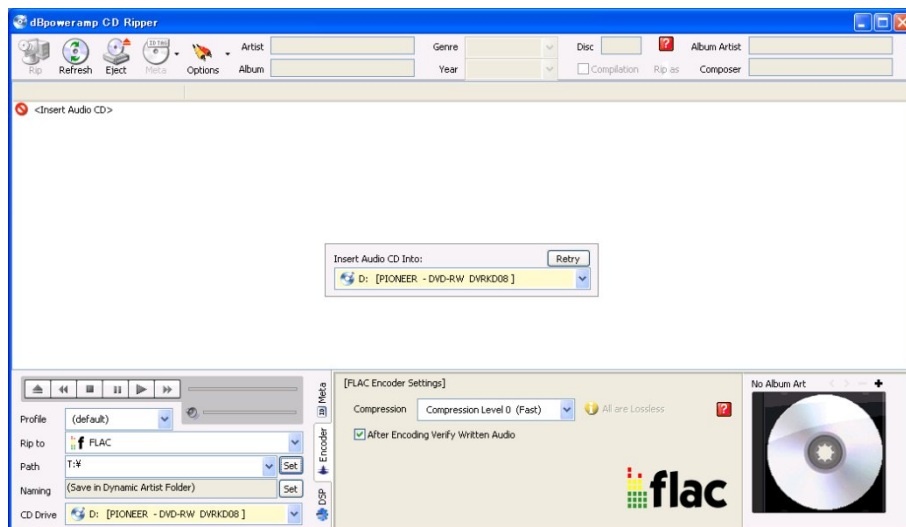 dBpoweramp CD Ripper
Rip Refresh Eject Meta Options
Artist Genre Disc Album Artist
Album Year Compilation Rip as Composer
<Insert Audio CD>
Insert Audio CD Into: Retry
D: [PIONEER - DVD-RW DVRKD08 ]
Profile (default)
Rip to FLAC
Path T:¥ Set
Naming (Save in Dynamic Artist Folder) Set
CD Drive D: [PIONEER - DVD-RW DVRKD08 ]
Meta
Encoder
DSP
[FLAC Encoder Settings]
Compression Compression Level 0 (Fast) All are Lossless
After Encoding Verify Written Audio
flac
No Album Art